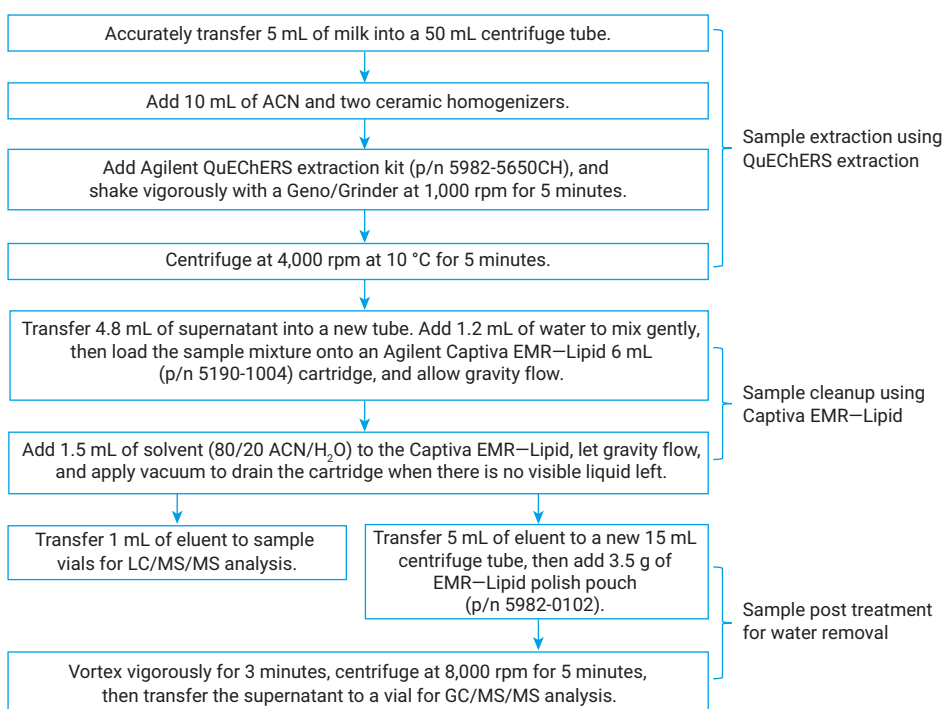 Accurately transfer 5 mL of milk into a 50 mL centrifuge tube.
Add 10 mL of ACN and two ceramic homogenizers.
Add Agilent QuEChERS extraction kit (p/n 5982-5650CH), and
shake vigorously with a Geno/Grinder at 1,000 rpm for 5 minutes.
Centrifuge at 4,000 rpm at 10 °C for 5 minutes.
Sample extraction using
QuEChERS extraction
Transfer 4.8 mL of supernatant into a new tube. Add 1.2 mL of water to mix gently,
then load the sample mixture onto an Agilent Captiva EMR—Lipid 6 mL
(p/n 5190-1004) cartridge, and allow gravity flow.
Add 1.5 mL of solvent (80/20 ACN/H₂O) to the Captiva EMR—Lipid, let gravity flow,
and apply vacuum to drain the cartridge when there is no visible liquid left.
Sample cleanup using
Captiva EMR—Lipid
Transfer 1 mL of eluent to sample
vials for LC/MS/MS analysis.
Transfer 5 mL of eluent to a new 15 mL
centrifuge tube, then add 3.5 g of
EMR—Lipid polish pouch
(p/n 5982-0102).
Vortex vigorously for 3 minutes, centrifuge at 8,000 rpm for 5 minutes,
then transfer the supernatant to a vial for GC/MS/MS analysis.
Sample post treatment
for water removal